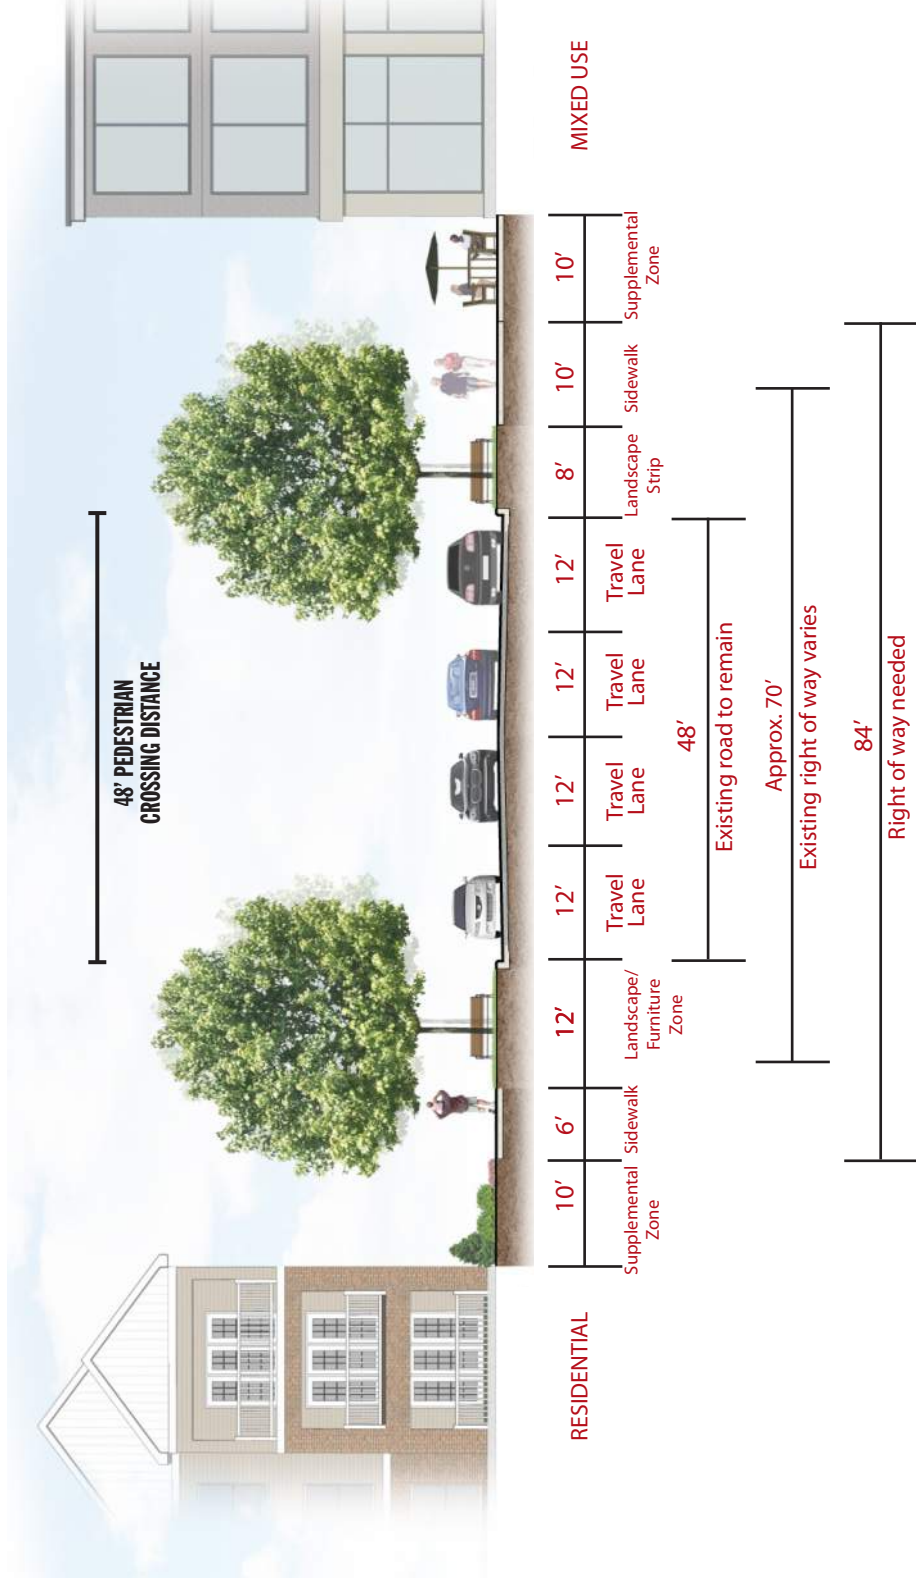 48' PEDESTRIAN
CROSSING DISTANCE
RESIDENTIAL
10'
Supplemental
Zone
6'
Sidewalk
12'
Landscape/
Furniture
Zone
12'
Travel
Lane
12'
Travel
Lane
12'
Travel
Lane
12'
Travel
Lane
8'
Landscape
Strip
10'
Sidewalk
10'
Supplemental
Zone
MIXED USE
48'
Existing road to remain
Approx. 70'
Existing right of way varies
84'
Right of way needed